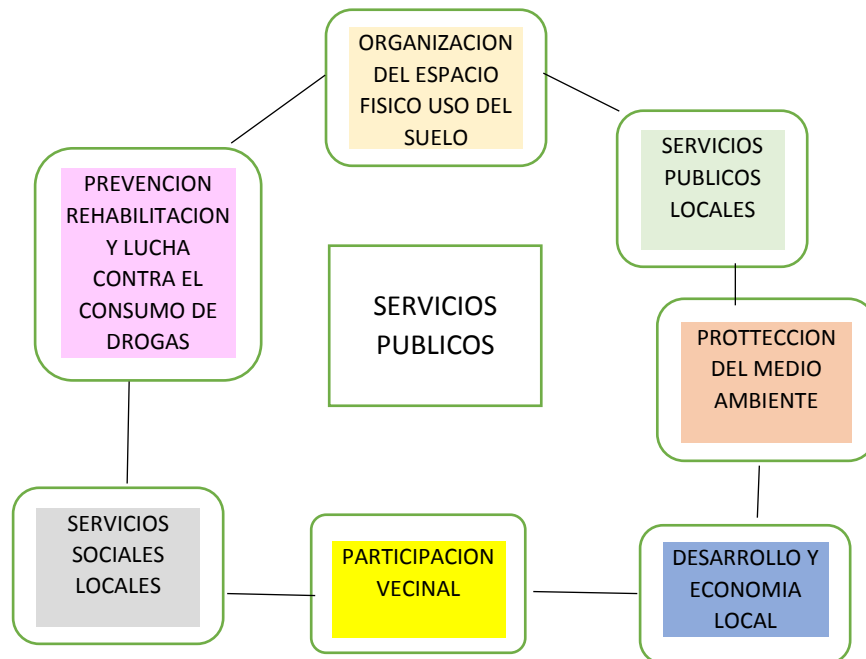 ORGANIZACION
DEL ESPACIO
FISICO USO DEL
SUELO
SERVICIOS
PUBLICOS
LOCALES
PREVENCION
REHABILITACION
Y LUCHA
CONTRA EL
CONSUMO DE
DROGAS
SERVICIOS
PUBLICOS
PROTTECCION
DEL MEDIO
AMBIENTE
SERVICIOS
SOCIALES
LOCALES
PARTICIPACION
VECINAL
DESARROLLO Y
ECONOMIA
LOCAL